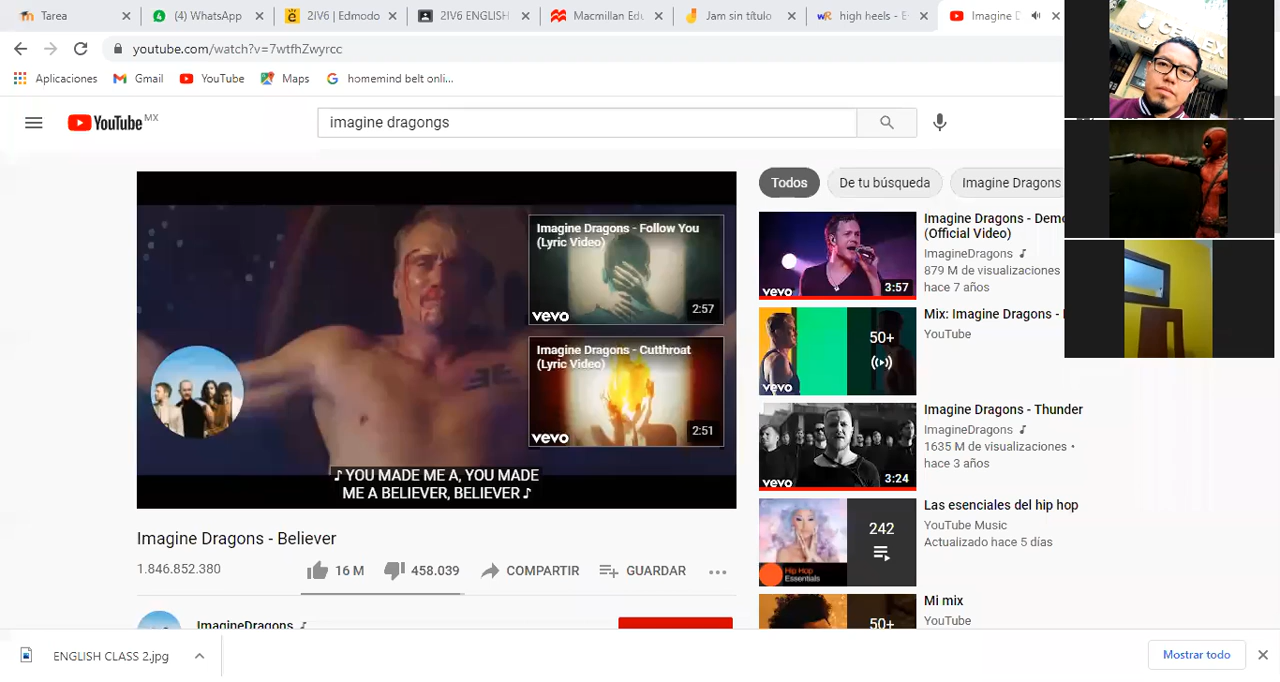 Tarea
(4) WhatsApp
2IV6 | Edmodo
2IV6 ENGLISH
Macmillan Edu
Jam sin título
wR high heels - E
Imagine D
youtube.com/watch?v=7wtfhZwyrcc
Aplicaciones
Gmail
YouTube
Maps
homemind belt onli...
YouTube MX
imagine dragongs
Todos
De tu búsqueda
Imagine Dragons
Imagine Dragons - Follow You
(Lyric Video)
vevo
2:57
Imagine Dragons - Cutthroat
(Lyric Video)
vevo
2:51
♪ YOU MADE ME A, YOU MADE
ME A BELIEVER, BELIEVER ♪
Imagine Dragons - Believer
1.846.852.380
16 M
458.039
COMPARTIR
GUARDAR
ImagineDragons
vevo
3:57
Imagine Dragons - Demo
(Official Video)
ImagineDragons
879 M de visualizaciones
hace 7 años
vevo
50+
Mix: Imagine Dragons -
YouTube
vevo
3:24
Imagine Dragons - Thunder
ImagineDragons
1635 M de visualizaciones •
hace 3 años
242
Hip Hop
Essentials
Las esenciales del hip hop
YouTube Music
Actualizado hace 5 días
50+
Mi mix
YouTube
ENGLISH CLASS 2.jpg
Mostrar todo